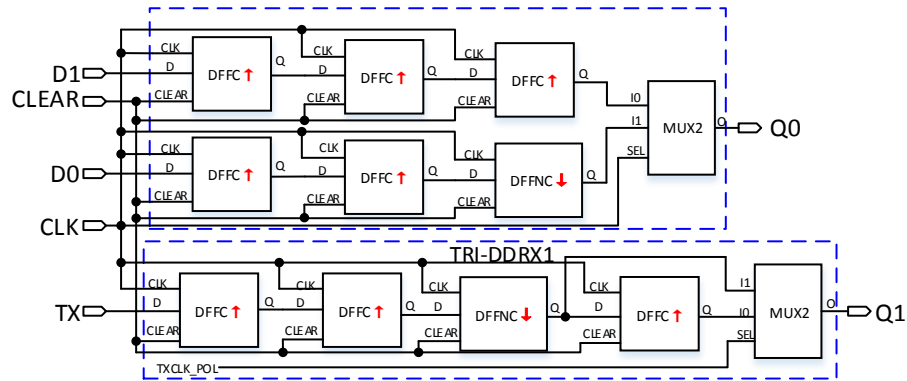 CLK
D
CLEAR
DFFC
Q
CLK
D
CLEAR
DFFC
Q
CLK
D
CLEAR
DFFC
Q
D1
CLEAR
I0
I1
SEL
MUX2
O
Q0
CLK
D
CLEAR
DFFC
Q
CLK
D
CLEAR
DFFC
Q
CLK
D
CLEAR
DFFNC
Q
D0
CLK
TRI-DDRX1
CLK
D
CLEAR
DFFC
Q
CLK
D
CLEAR
DFFC
Q
CLK
D
CLEAR
DFFNC
Q
CLK
D
CLEAR
DFFC
Q
I1
I0
SEL
MUX2
O
Q1
TX
TXCLK_POL